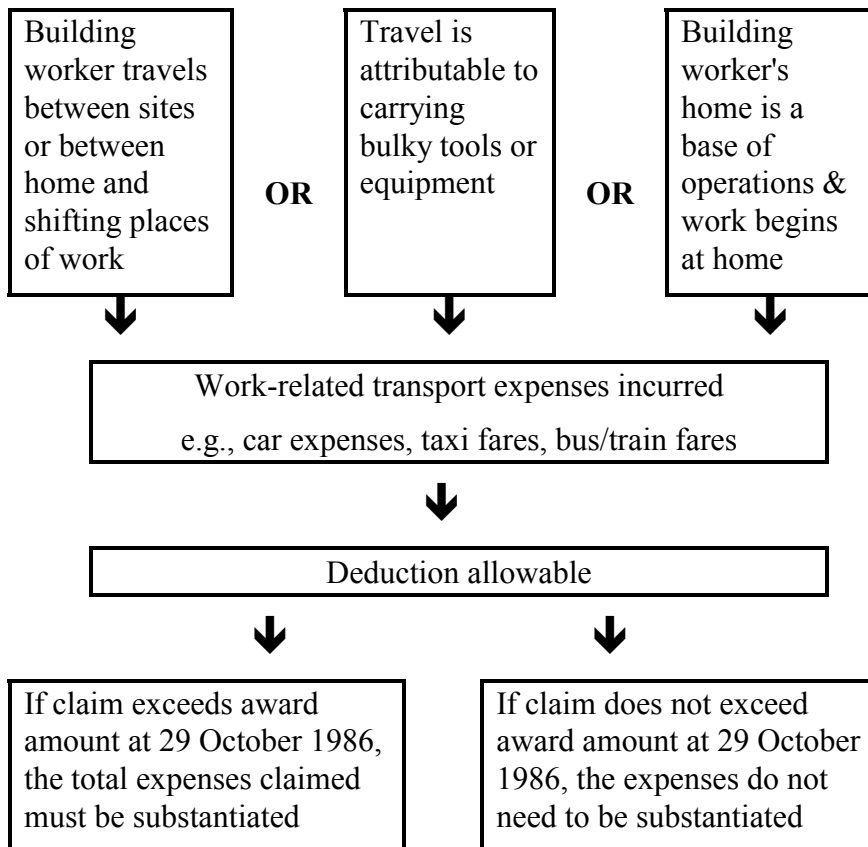 Building
worker travels
between sites
or between
home and
shifting places
of work
OR
Travel is
attributable to
carrying
bulky tools or
equipment
OR
Building
worker's
home is a
base of
operations &
work begins
at home
Work-related transport expenses incurred
e.g., car expenses, taxi fares, bus/train fares
Deduction allowable
If claim exceeds award
amount at 29 October 1986,
the total expenses claimed
must be substantiated
If claim does not exceed
award amount at 29 October
1986, the expenses do not
need to be substantiated